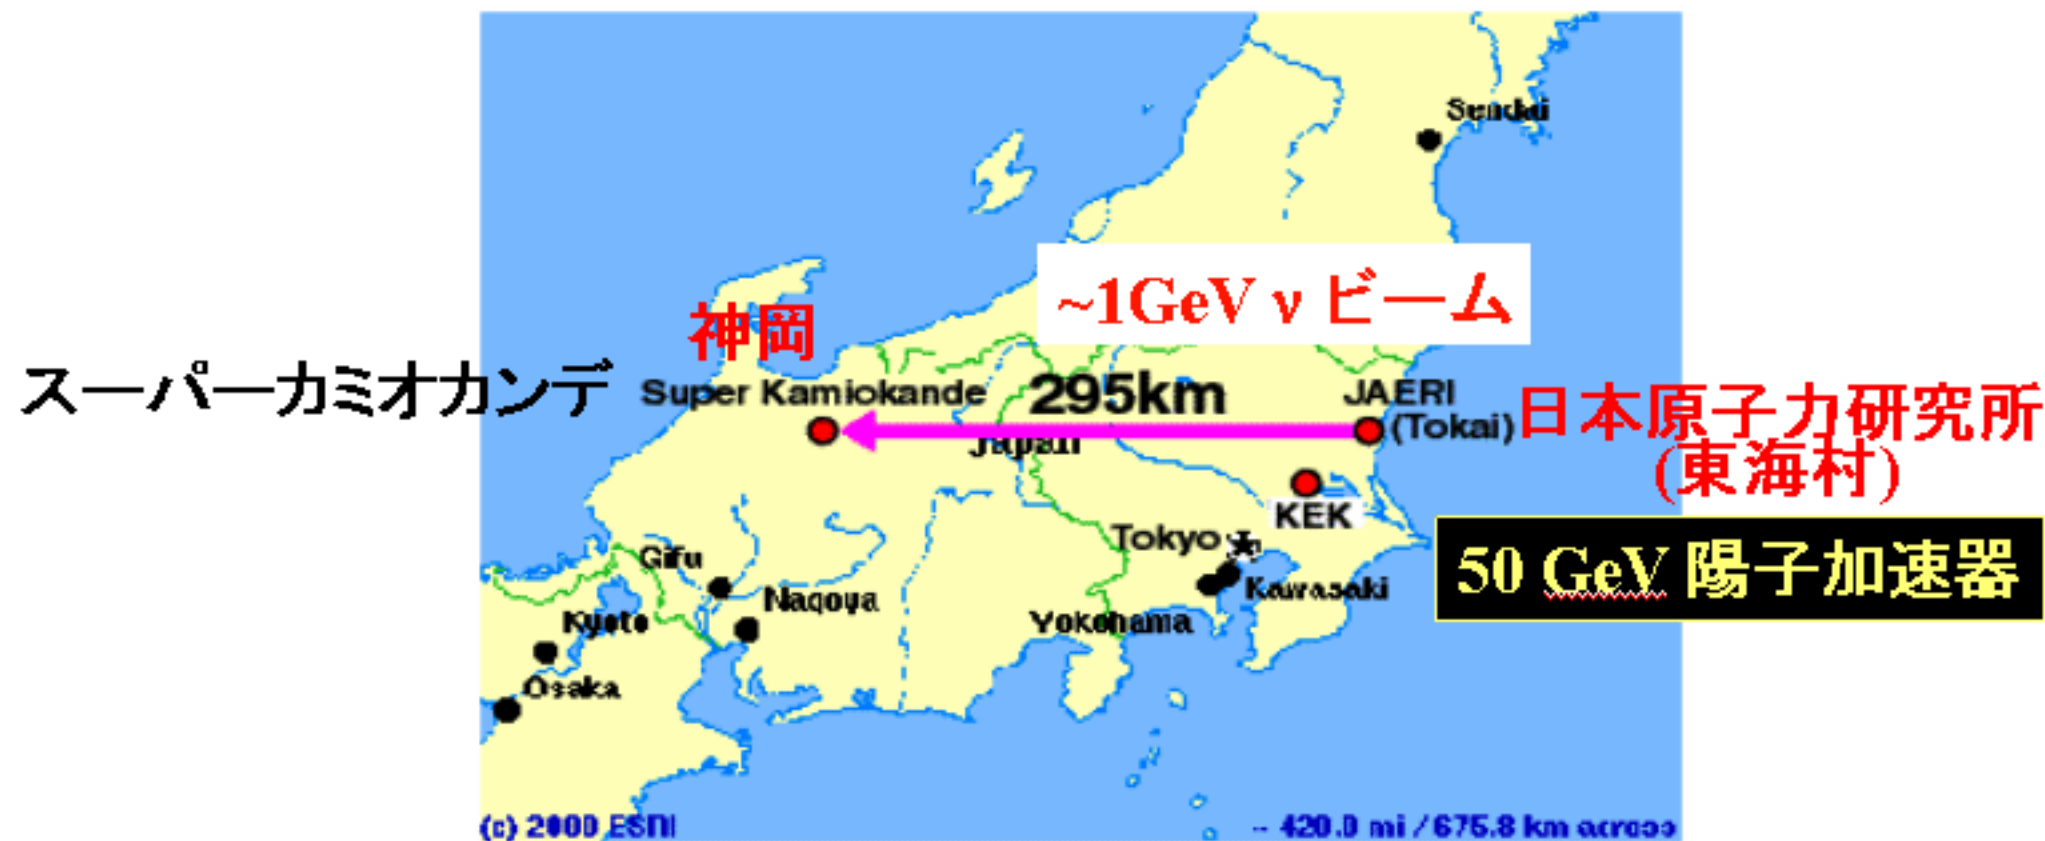 Sendai
~1GeV ν ビーム
神岡
スーパーカミオカンデ
Super Kamiokande
295km
JAERI
(Tokai)
日本原子力研究所
(東海村)
Japan
KEK
50 GeV 陽子加速器
Tokyo
Gifu
Nagoya
Kawasaki
Yokohama
Kyoto
Osaka
(c) 2000 ESRI
-- 420.0 mi / 675.8 km across